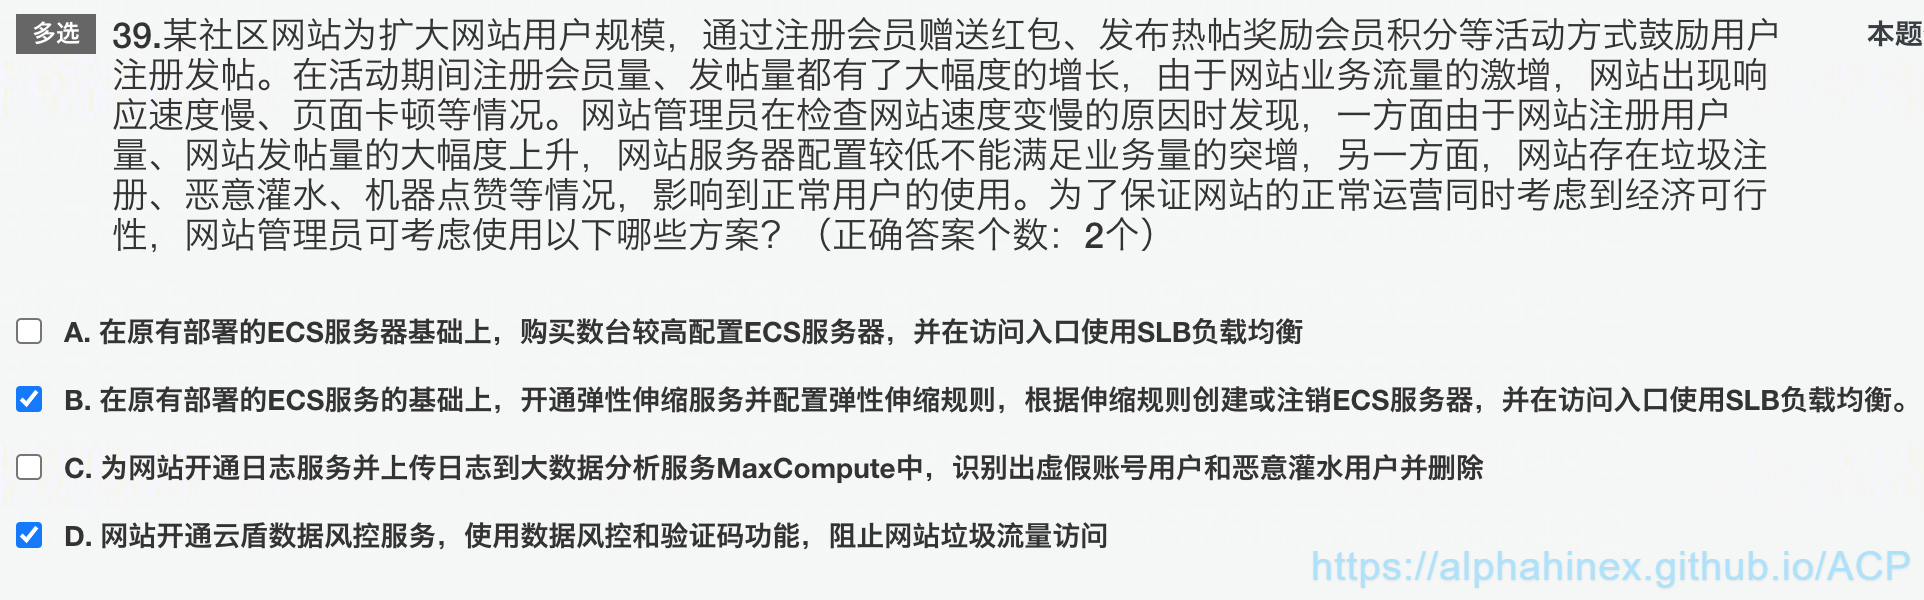 多选 39.某社区网站为扩大网站用户规模，通过注册会员赠送红包、发布热帖奖励会员积分等活动方式鼓励用户 本题
注册发帖。在活动期间注册会员量、发帖量都有了大幅度的增长，由于网站业务流量的激增，网站出现响
应速度慢、页面卡顿等情况。网站管理员在检查网站速度变慢的原因时发现，一方面由于网站注册用户
量、网站发帖量的大幅度上升，网站服务器配置较低不能满足业务量的突增，另一方面，网站存在垃圾注
册、恶意灌水、机器点赞等情况，影响到正常用户的使用。为了保证网站的正常运营同时考虑到经济可行
性，网站管理员可考虑使用以下哪些方案？（正确答案个数：2个）
A. 在原有部署的ECS服务器基础上，购买数台较高配置ECS服务器，并在访问入口使用SLB负载均衡
B. 在原有部署的ECS服务的基础上，开通弹性伸缩服务并配置弹性伸缩规则，根据伸缩规则创建或注销ECS服务器，并在访问入口使用SLB负载均衡。
C. 为网站开通日志服务并上传日志到大数据分析服务MaxCompute中，识别出虚假账号用户和恶意灌水用户并删除
D. 网站开通云盾数据风控服务，使用数据风控和验证码功能，阻止网站垃圾流量访问
https://alphahinex.github.io/ACP